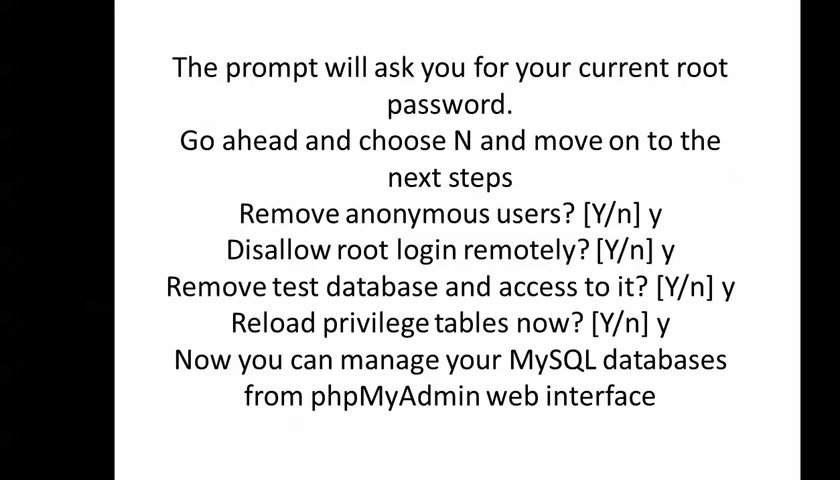 The prompt will ask you for your current root
password.
Go ahead and choose N and move on to the
next steps
Remove anonymous users? [Y/n] y
Disallow root login remotely? [Y/n] y
Remove test database and access to it? [Y/n] y
Reload privilege tables now? [Y/n] y
Now you can manage your MySQL databases
from phpMyAdmin web interface